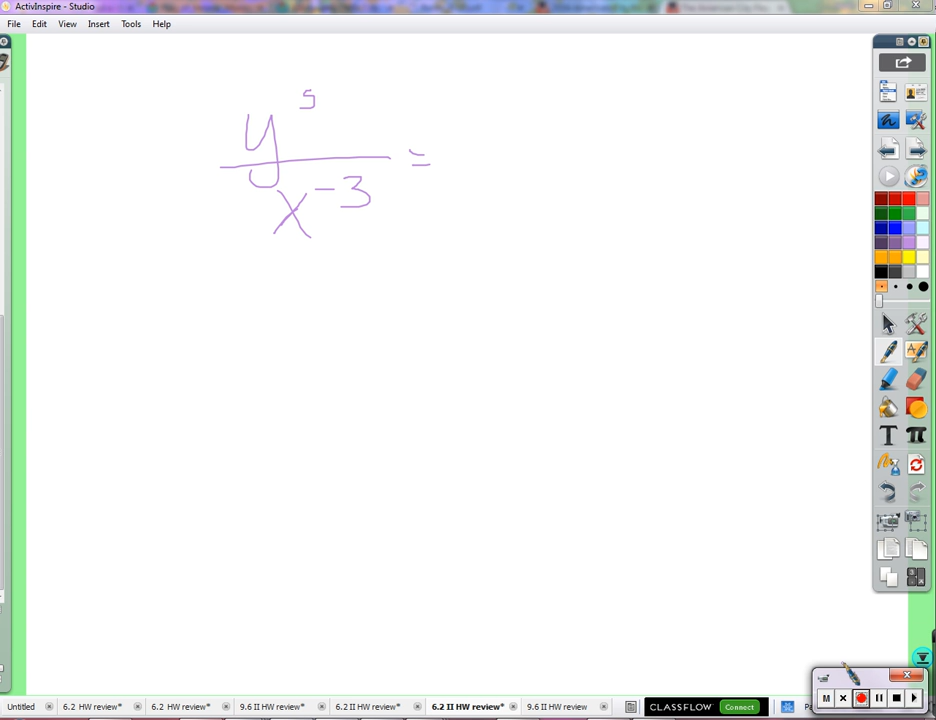 ActivInspire - Studio
File Edit View Insert Tools Help
y^5
x^-3 =
T π
M
Untitled 6.2 HW review* 6.2 HW review* 9.6 II HW review* 6.2 II HW review* 6.2 II HW review* 9.6 II HW review CLASSFLOW Connect